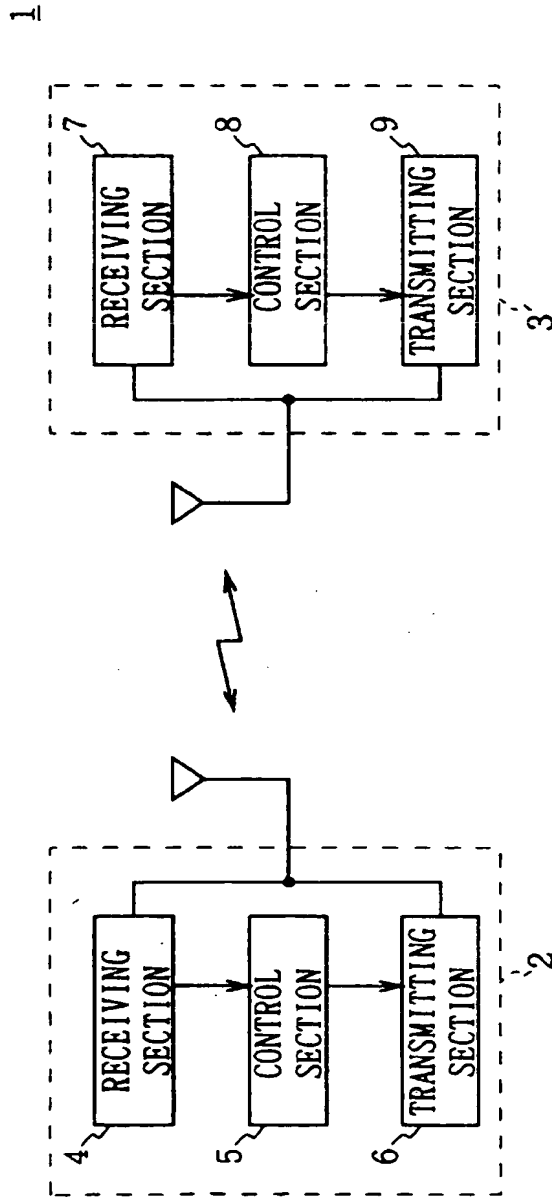 1
4
RECEIVING
SECTION
5
CONTROL
SECTION
6
TRANSMITTING
SECTION
2
7
RECEIVING
SECTION
8
CONTROL
SECTION
9
TRANSMITTING
SECTION
3